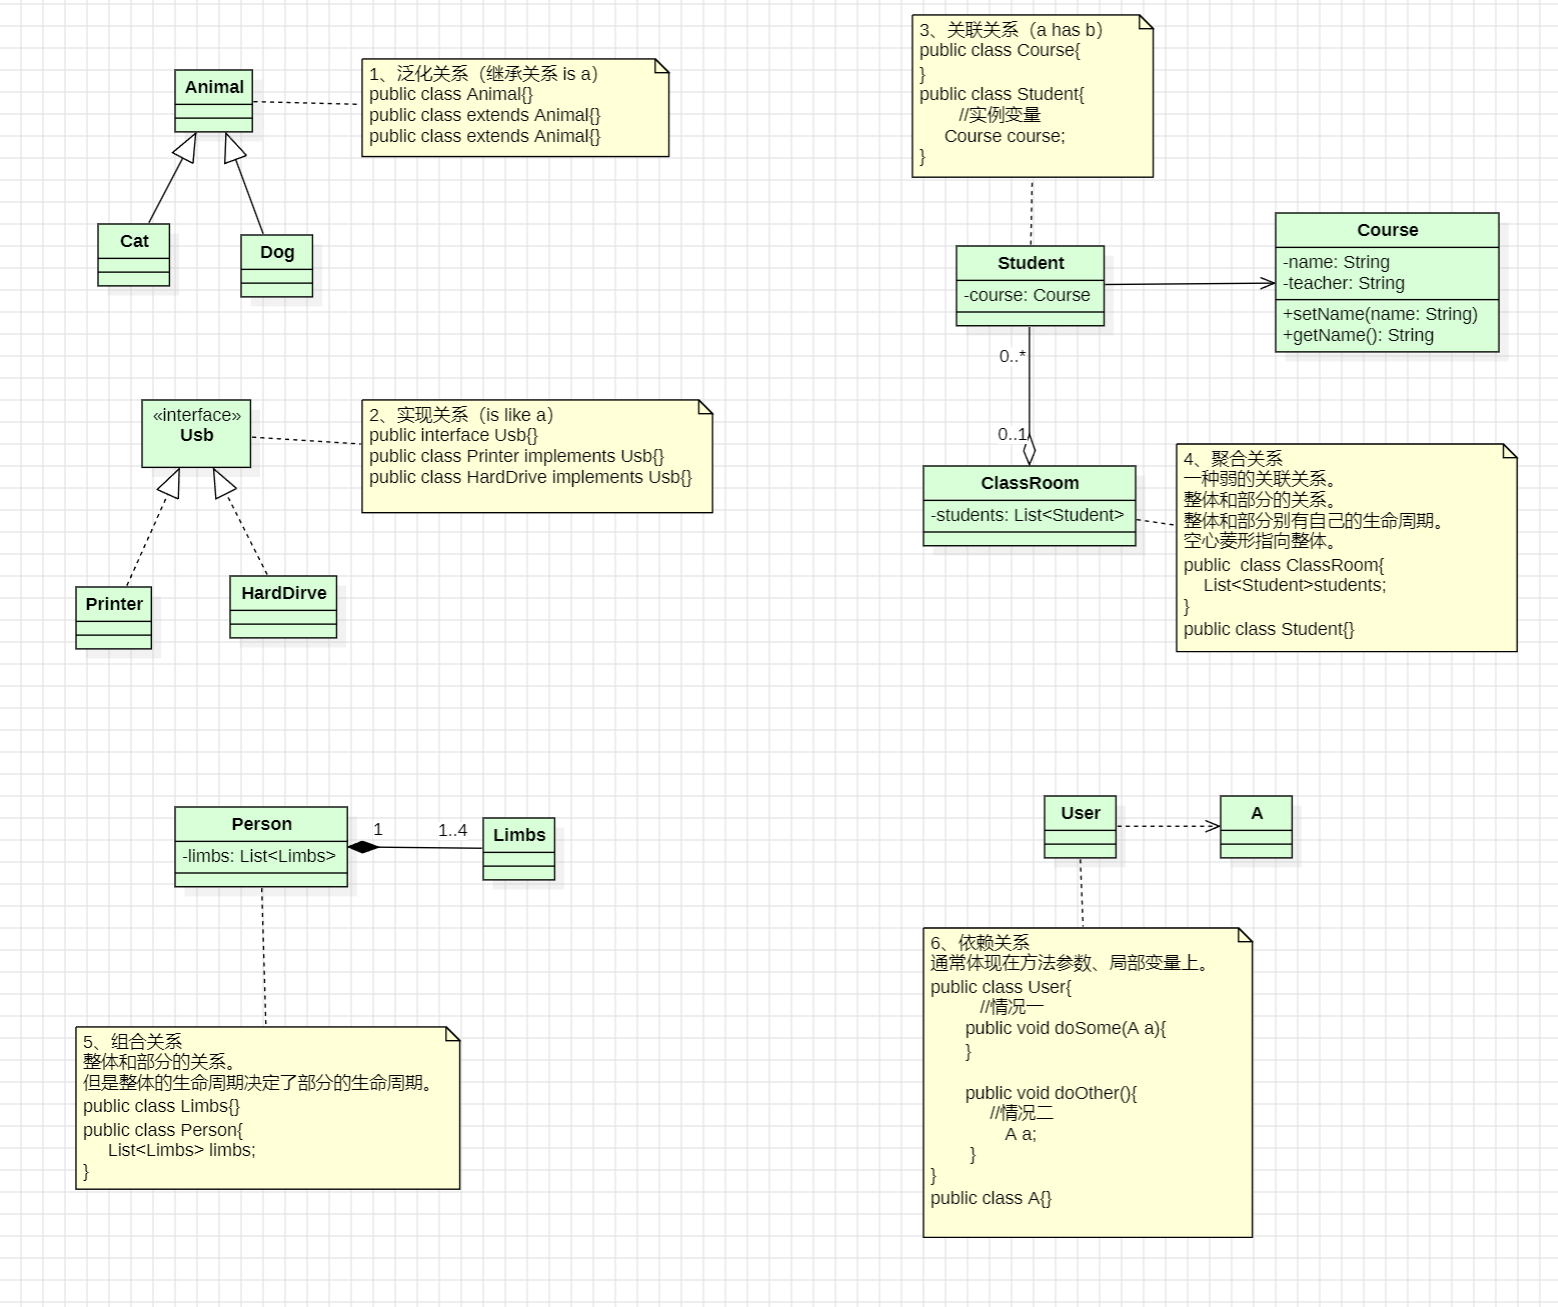 Animal
1、泛化关系（继承关系 is a）
public class Animal{}
public class extends Animal{}
public class extends Animal{}
Cat
Dog
«interface»
Usb
2、实现关系（is like a）
public interface Usb{}
public class Printer implements Usb{}
public class HardDrive implements Usb{}
Printer
HardDirve
3、关联关系（a has b）
public class Course{
}
public class Student{
//实例变量
Course course;
}
Student
-course: Course
Course
-name: String
-teacher: String
+setName(name: String)
+getName(): String
0..*
0..1
ClassRoom
-students: List<Student>
4、聚合关系
一种弱的关联关系。
整体和部分的关系。
整体和部分别有自己的生命周期。
空心菱形指向整体。
public  class ClassRoom{
List<Student>students;
}
public class Student{}
Person
-limbs: List<Limbs>
1
1..4
Limbs
5、组合关系
整体和部分的关系。
但是整体的生命周期决定了部分的生命周期。
public class Limbs{}
public class Person{
List<Limbs> limbs;
}
User
A
6、依赖关系
通常体现在方法参数、局部变量上。
public class User{
//情况一
public void doSome(A a){
}
public void doOther(){
//情况二
A a;
}
}
public class A{}